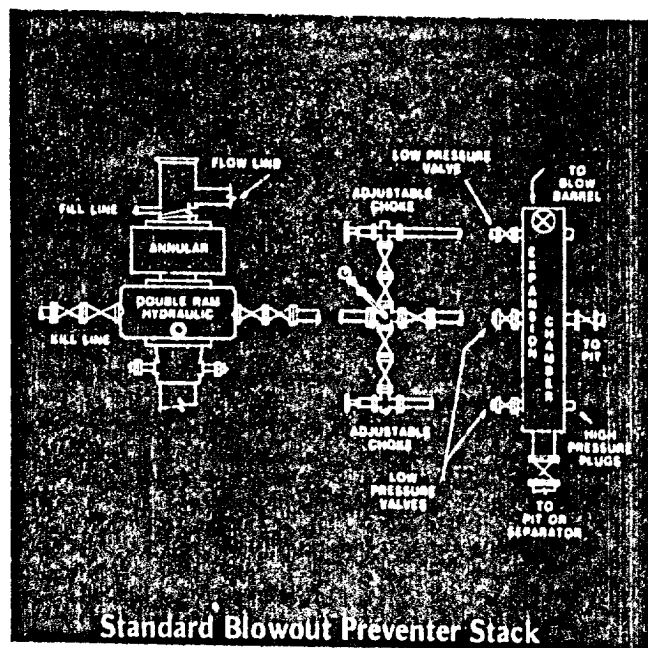 FLOW LINE
FILL LINE
ANNULAR
DOUBLE RAM
HYDRAULIC
KILL LINE
LOW PRESSURE
VALVE
ADJUSTABLE
CHOKE
TO
BLOW
BARREL
EXPANSION
CHAMBER
TO
PIT
ADJUSTABLE
CHOKE
LOW
PRESSURE
VALVES
HIGH
PRESSURE
PLUGS
TO
PIT OR
SEPARATOR
Standard Blowout Preventer Stack